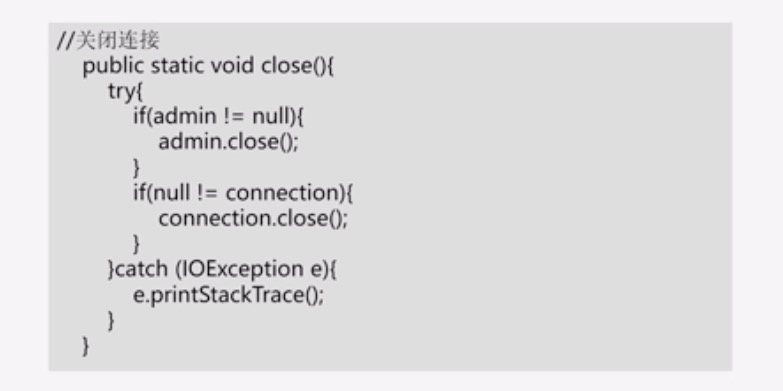 //关闭连接
public static void close(){
try{
if(admin != null){
admin.close();
}
if(null != connection){
connection.close();
}
}catch (IOException e){
e.printStackTrace();
}
}